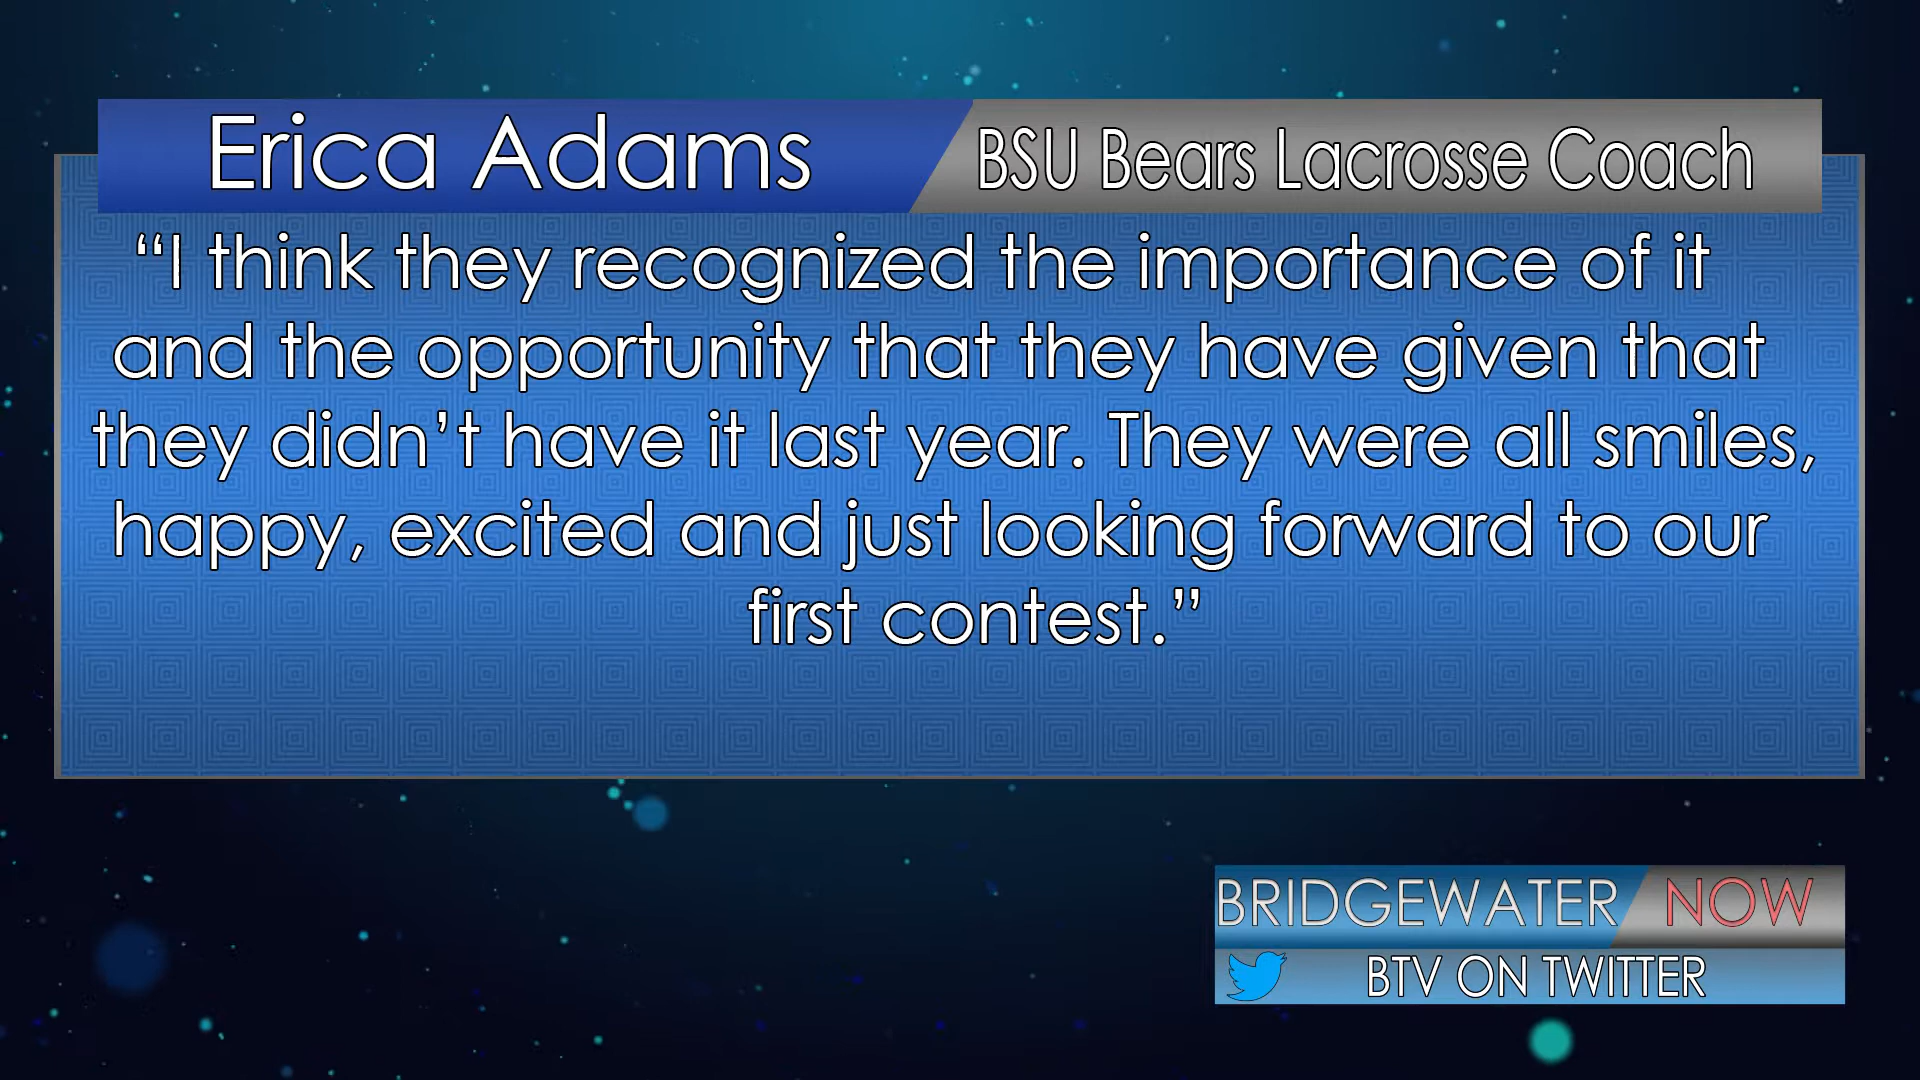 Erica Adams
BSU Bears Lacrosse Coach
“I think they recognized the importance of it
and the opportunity that they have given that
they didn’t have it last year. They were all smiles,
happy, excited and just looking forward to our
first contest.”
BRIDGEWATER NOW
BTV ON TWITTER